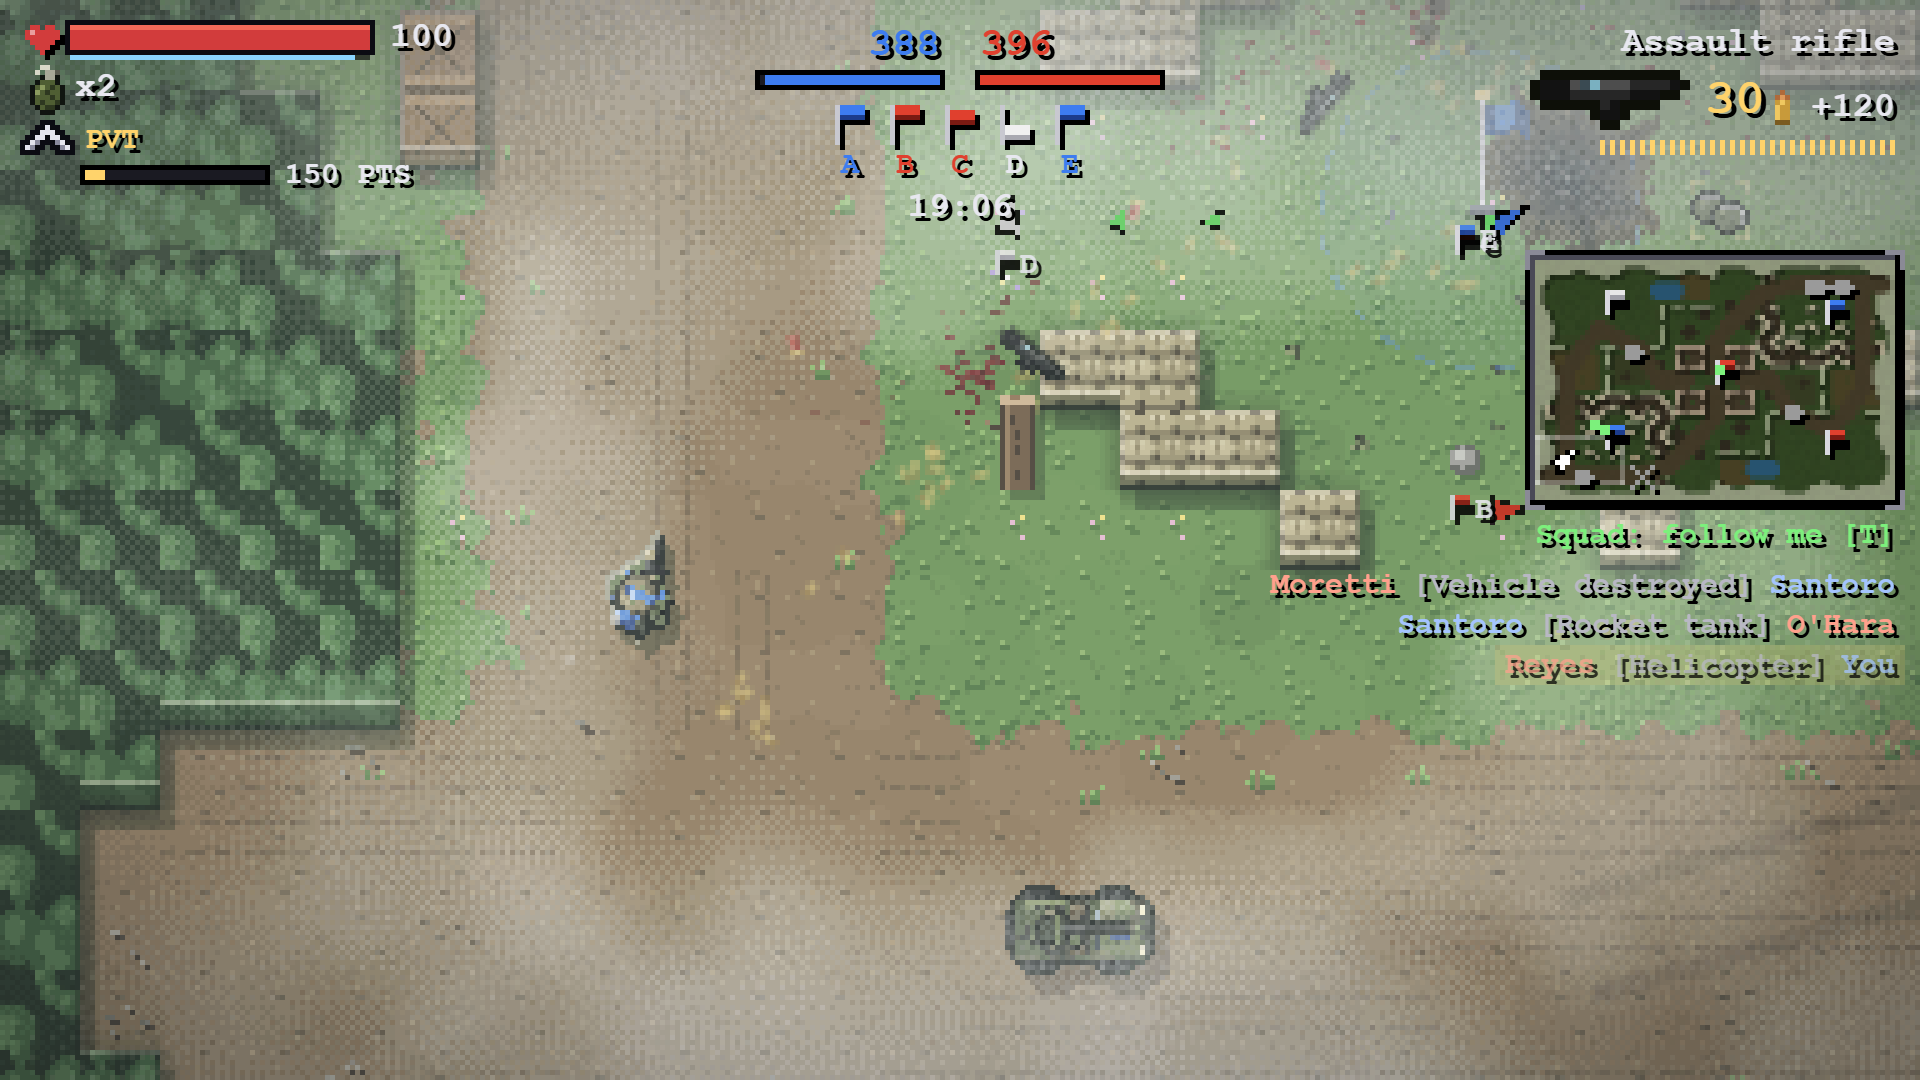 100
x2
PVT
150 PTS
388 396
A B C D E
19:06
D
E
B
Assault rifle
30 +120
Squad: follow me [T]
Moretti [Vehicle destroyed] Santoro
Santoro [Rocket tank] O'Hara
Reyes [Helicopter] You